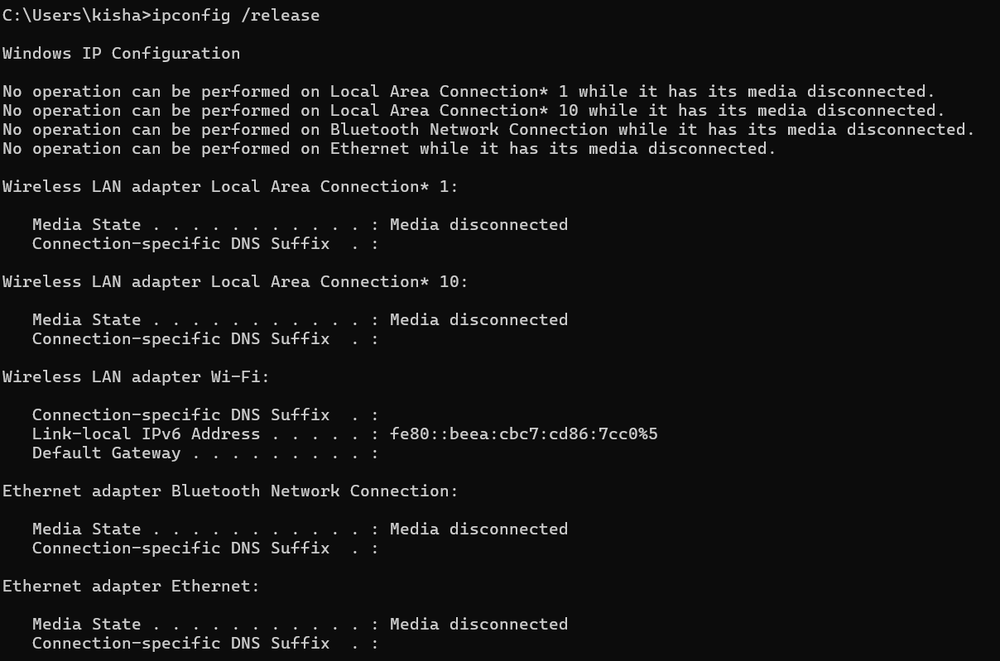 C:\Users\kisha>ipconfig /release
Windows IP Configuration
No operation can be performed on Local Area Connection* 1 while it has its media disconnected.
No operation can be performed on Local Area Connection* 10 while it has its media disconnected.
No operation can be performed on Bluetooth Network Connection while it has its media disconnected.
No operation can be performed on Ethernet while it has its media disconnected.
Wireless LAN adapter Local Area Connection* 1:
   Media State . . . . . . . . . . . : Media disconnected
   Connection-specific DNS Suffix  . :
Wireless LAN adapter Local Area Connection* 10:
   Media State . . . . . . . . . . . : Media disconnected
   Connection-specific DNS Suffix  . :
Wireless LAN adapter Wi-Fi:
   Connection-specific DNS Suffix  . :
   Link-local IPv6 Address . . . . . : fe80::beea:cbc7:cd86:7cc0%5
   Default Gateway . . . . . . . . . :
Ethernet adapter Bluetooth Network Connection:
   Media State . . . . . . . . . . . : Media disconnected
   Connection-specific DNS Suffix  . :
Ethernet adapter Ethernet:
   Media State . . . . . . . . . . . : Media disconnected
   Connection-specific DNS Suffix  . :